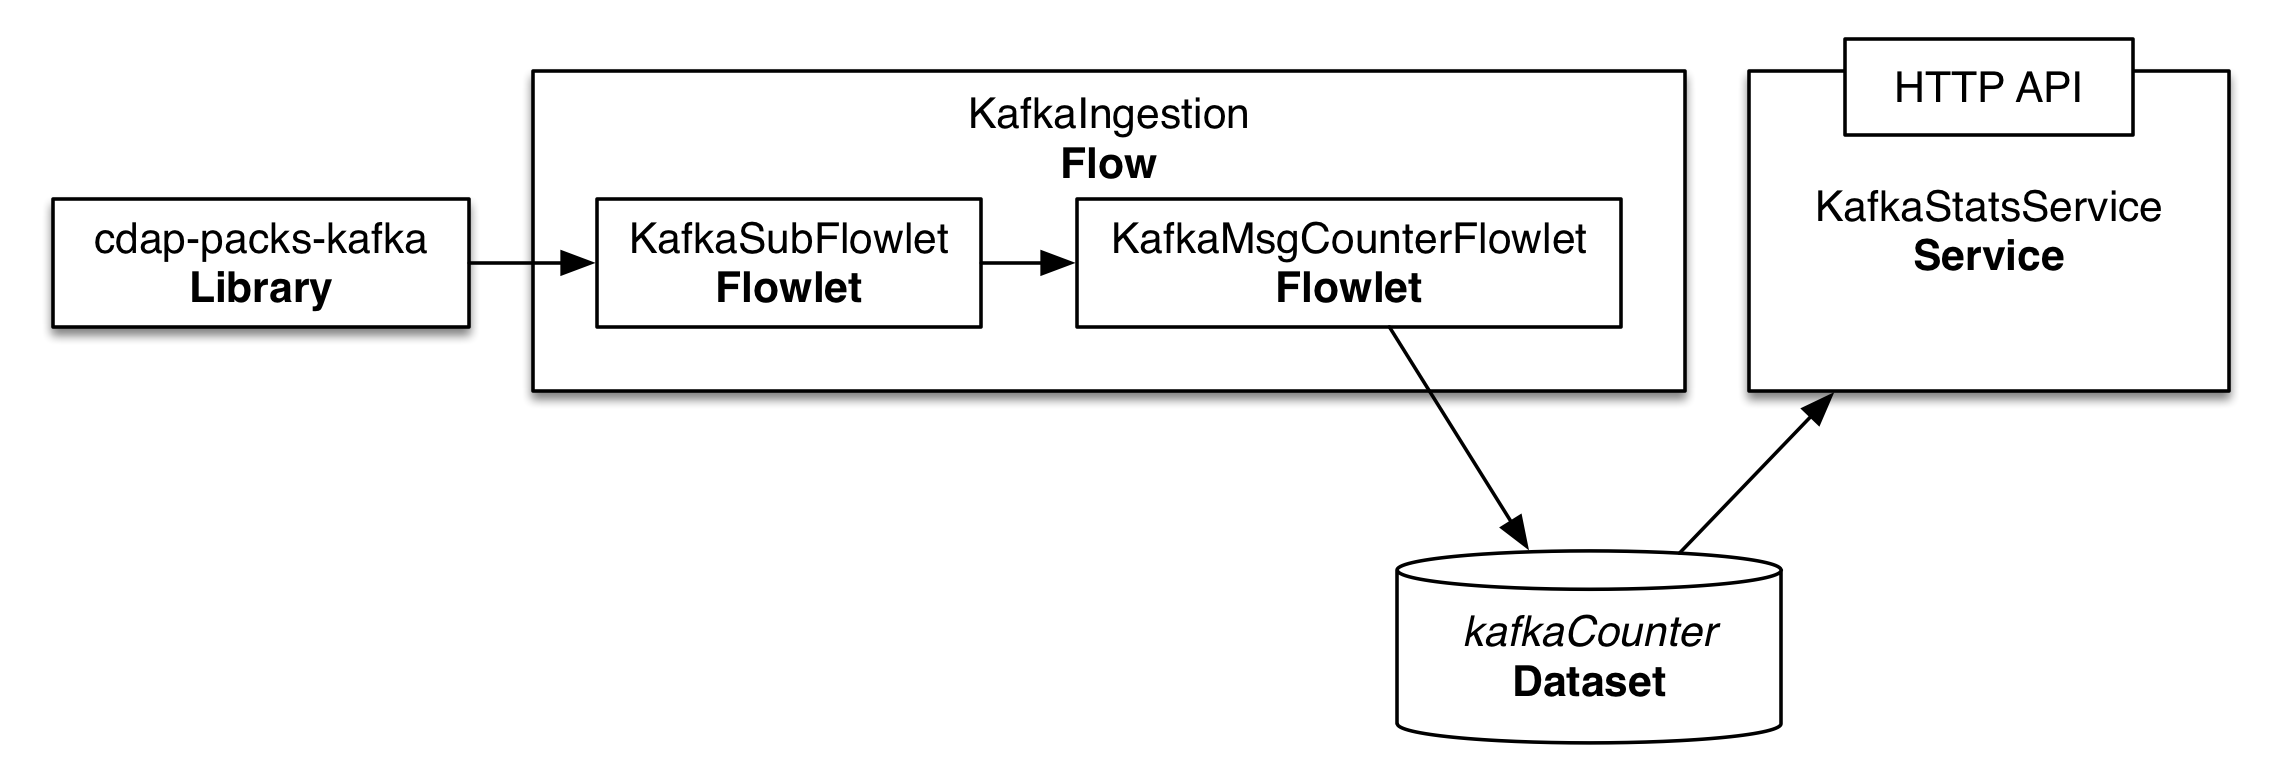 KafkaIngestion
Flow
cdap-packs-kafka
Library
KafkaSubFlowlet
Flowlet
KafkaMsgCounterFlowlet
Flowlet
HTTP API
KafkaStatsService
Service
kafkaCounter
Dataset